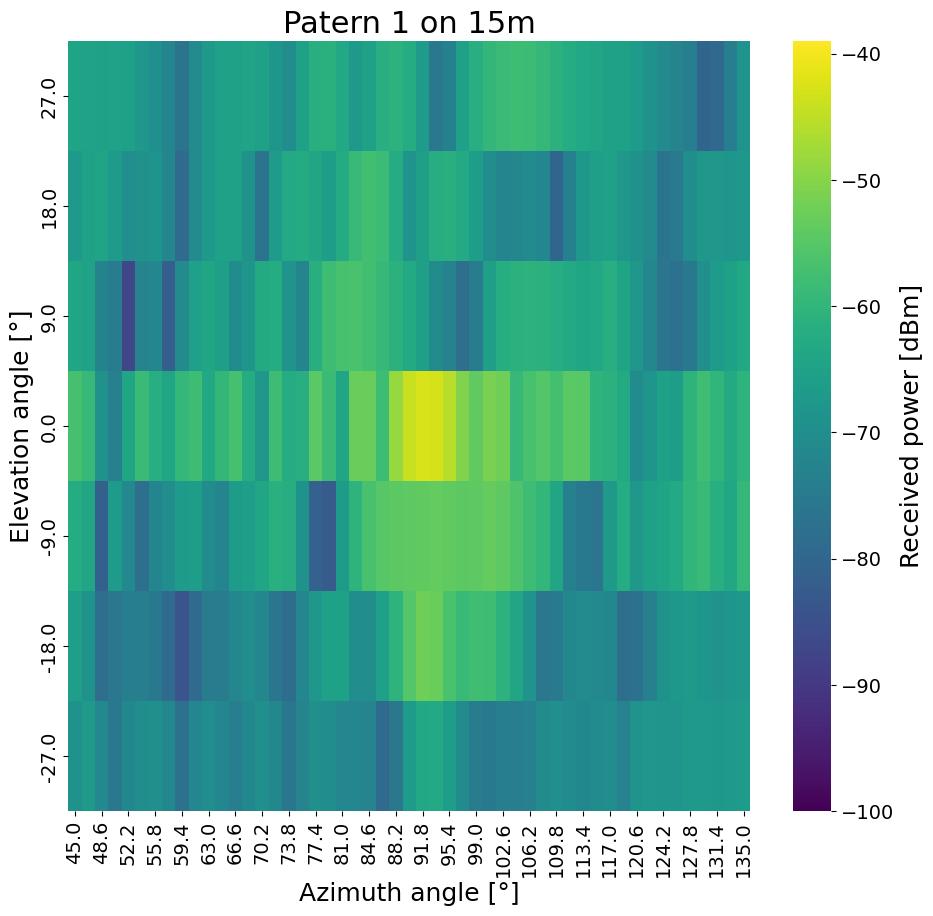 Patern 1 on 15m
Elevation angle [°]
27.0
18.0
9.0
0.0
-9.0
-18.0
-27.0
45.0 48.6 52.2 55.8 59.4 63.0 66.6 70.2 73.8 77.4 81.0 84.6 88.2 91.8 95.4 99.0 102.6 106.2 109.8 113.4 117.0 120.6 124.2 127.8 131.4 135.0
Azimuth angle [°]
−40
−50
−60
−70
−80
−90
−100
Received power [dBm]